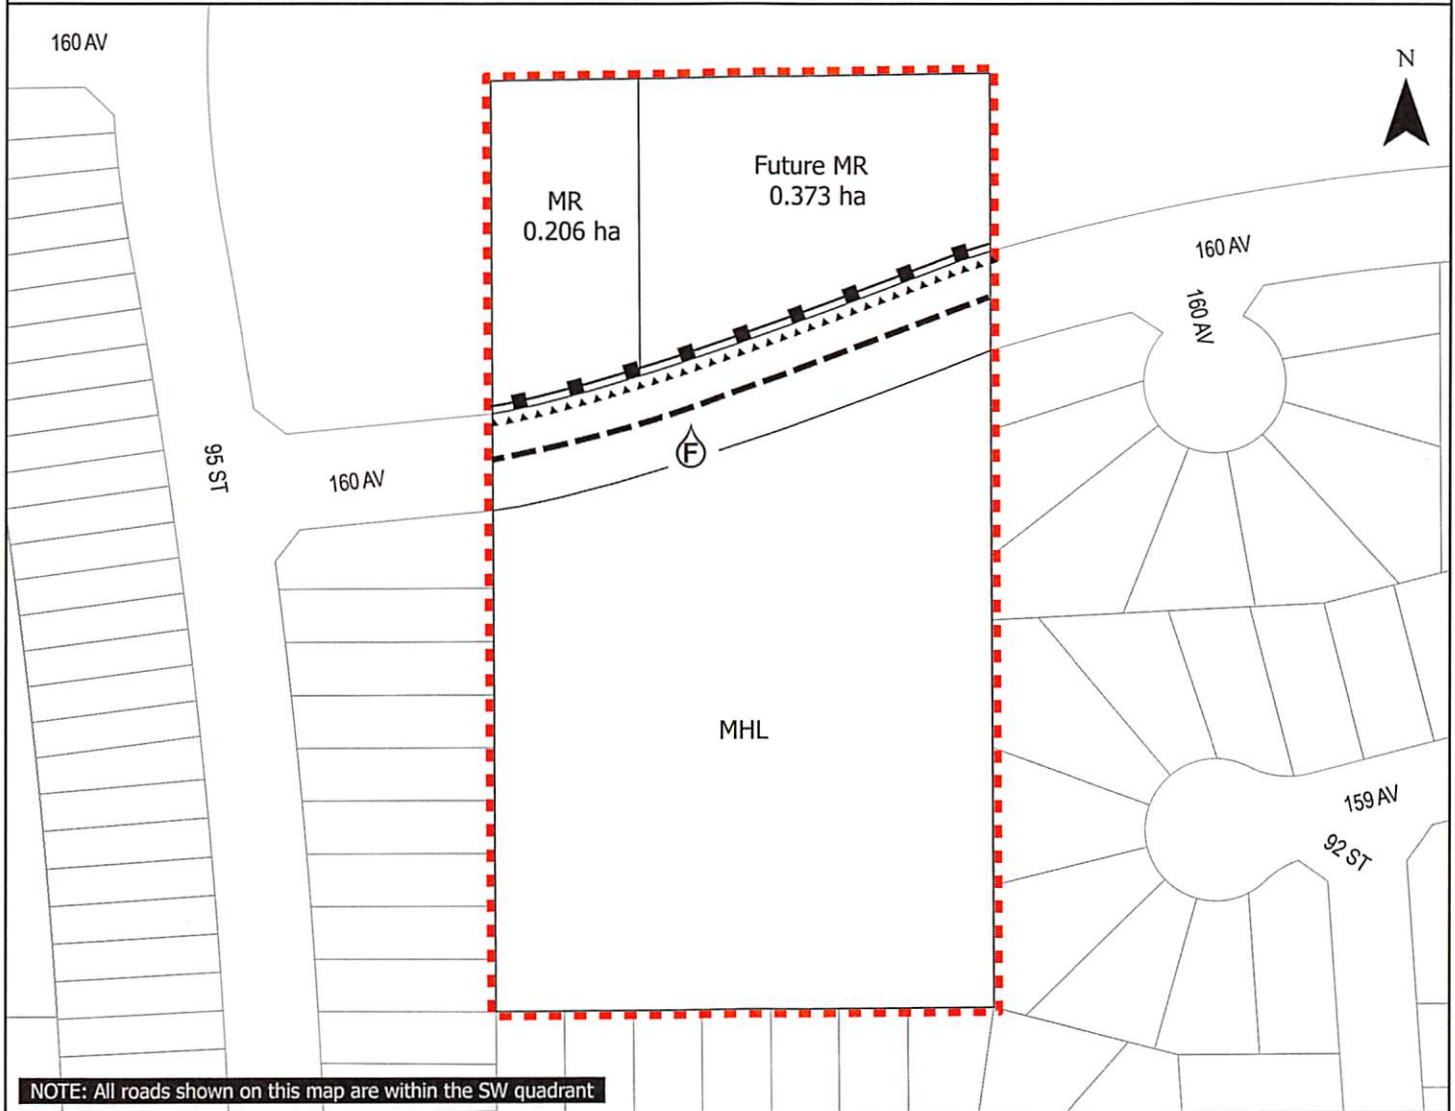 160 AV
N
Future MR
0.373 ha
MR
0.206 ha
160 AV
160 AV
95 ST
160 AV
F
MHL
159 AV
92 ST
NOTE: All roads shown on this map are within the SW quadrant